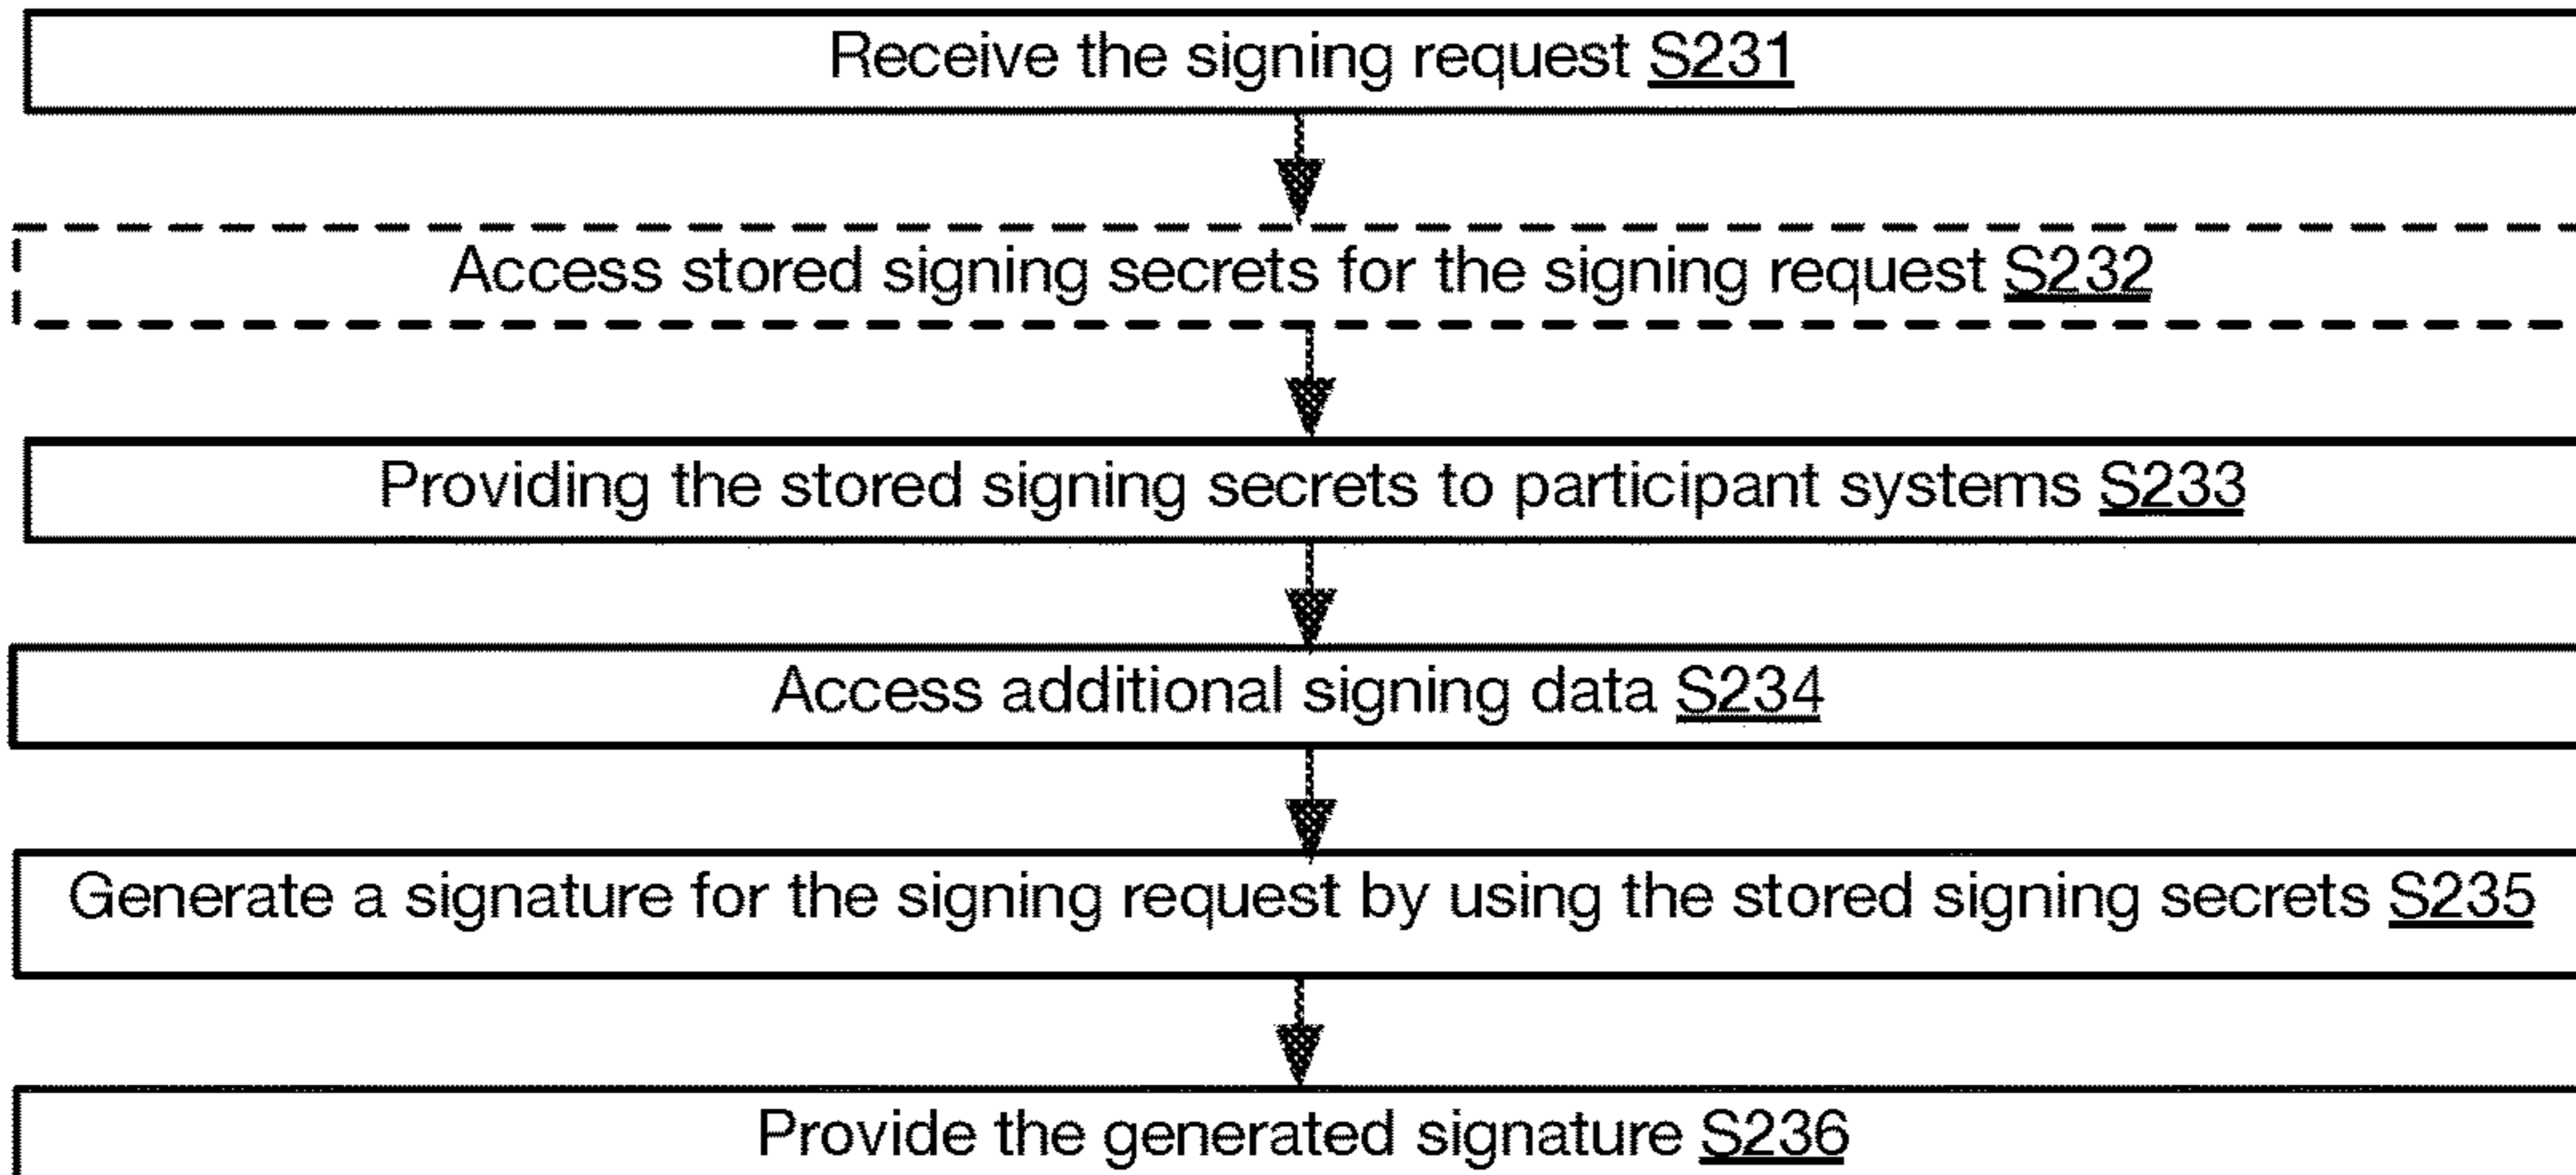 Receive the signing request S231
Access stored signing secrets for the signing request S232
Providing the stored signing secrets to participant systems S233
Access additional signing data S234
Generate a signature for the signing request by using the stored signing secrets S235
Provide the generated signature S236